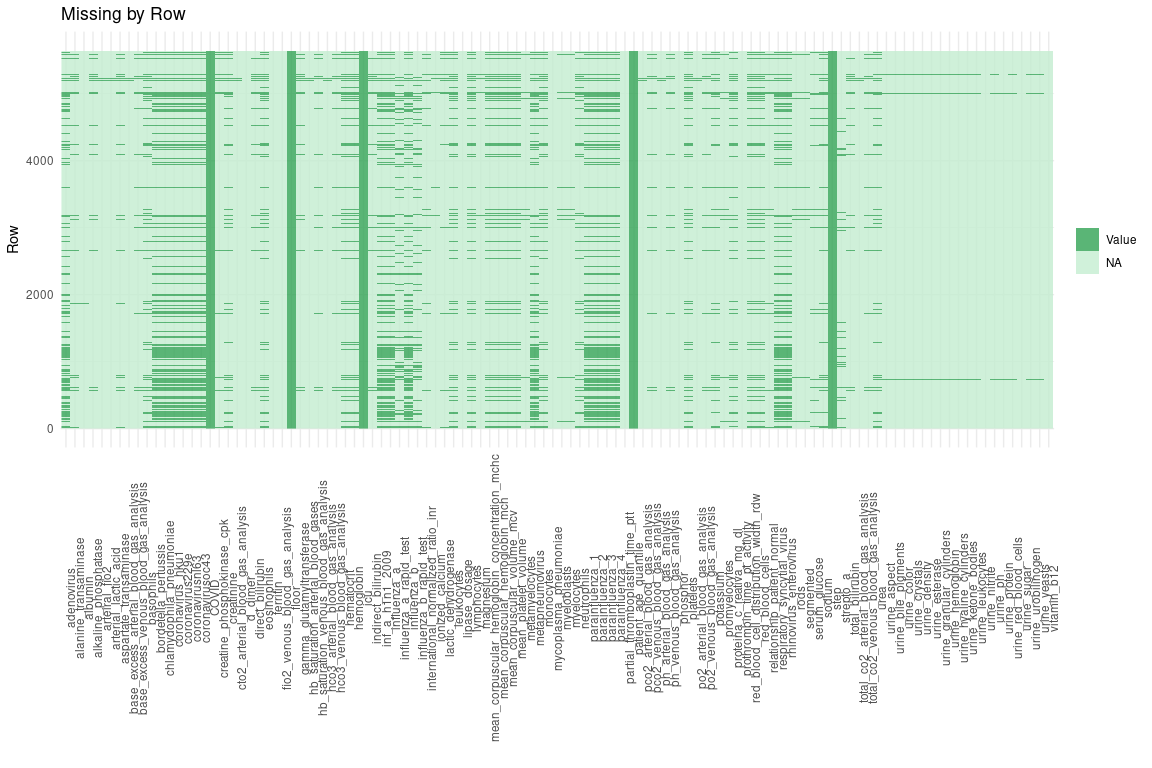 Missing by Row
Row
4000
2000
0
Value
NA
adenovirus
alanine_transaminase
albumin
alkaline_phosphatase
arterial_fio2
arterial_lactic_acid
aspartate_transaminase
base_excess_arterial_blood_gas_analysis
base_excess_venous_blood_gas_analysis
basophils
bordetella_pertussis
chlamydophila_pneumoniae
coronavirus_hku1
coronavirus229e
coronavirusnl63
coronavirusoc43
COVID
creatine_phosphokinase_cpk
creatinine
cto2_arterial_blood_gas_analysis
d_dimer
direct_bilirubin
eosinophils
ferritin
fio2_venous_blood_gas_analysis
gamma_glutamyltransferase
hb_saturation_arterial_blood_gases
hb_saturation_venous_blood_gas_analysis
hco3_arterial_blood_gas_analysis
hco3_venous_blood_gas_analysis
hematocrit
hemoglobin
indirect_bilirubin
inf_a_h1n1_2009
influenza_a
influenza_a_rapid_test
influenza_b
influenza_b_rapid_test
international_normalized_ratio_inr
ionized_calcium
lactic_dehydrogenase
leukocytes
lipase_dosage
lymphocytes
magnesium
mean_corpuscular_hemoglobin_concentration_mchc
mean_corpuscular_hemoglobin_mch
mean_corpuscular_volume_mcv
mean_platelet_volume
metamyelocytes
metapneumovirus
monocytes
mycoplasma_pneumoniae
myeloblasts
myelocytes
neutrophils
parainfluenza_1
parainfluenza_2
parainfluenza_3
parainfluenza_4
partial_thromboplastin_time_ptt
patient_age_quantile
pco2_arterial_blood_gas_analysis
pco2_venous_blood_gas_analysis
ph_arterial_blood_gas_analysis
ph_venous_blood_gas_analysis
phosphor
platelets
po2_arterial_blood_gas_analysis
po2_venous_blood_gas_analysis
potassium
promyelocytes
proteina_c_reativa_mg_dl
prothrombin_time_pt_activity
red_blood_cell_distribution_width_rdw
red_blood_cells
relationship_patient_normal
respiratory_syncytial_virus
rhinovirus_enterovirus
rods
segmented
serum_glucose
sodium
strep_a
total_bilirubin
total_co2_arterial_blood_gas_analysis
total_co2_venous_blood_gas_analysis
urea
urine_aspect
urine_bile_pigments
urine_color
urine_crystals
urine_density
urine_esterase
urine_granular_cylinders
urine_hemoglobin
urine_hyaline_cylinders
urine_ketone_bodies
urine_leukocytes
urine_nitrite
urine_ph
urine_protein
urine_red_blood_cells
urine_sugar
urine_urobilinogen
urine_yeasts
vitamin_b12